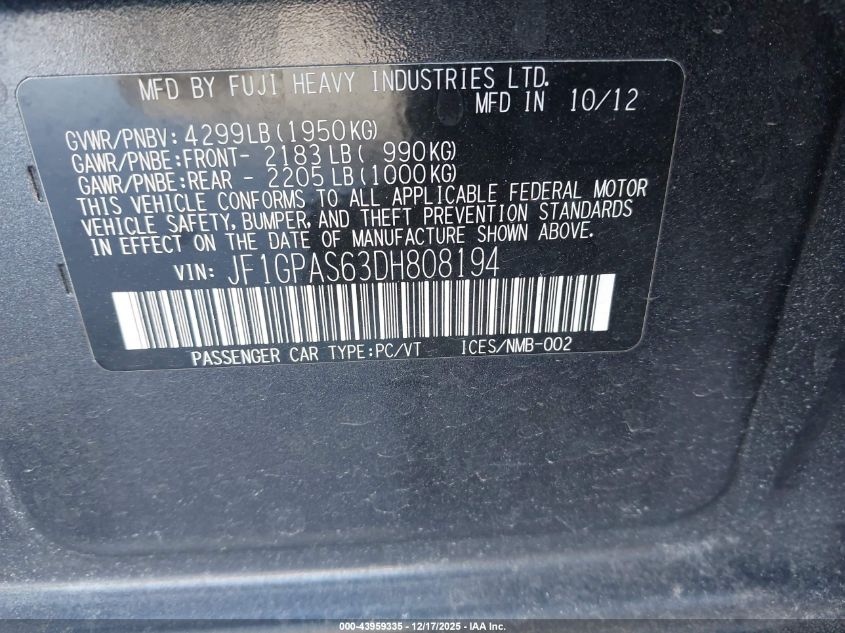 MFD BY FUJI HEAVY INDUSTRIES LTD.
MFD IN 10/12
GVWR/PNBV: 4299LB(1950KG)
GAWR/PNBE:FRONT- 2183LB( 990KG)
GAWR/PNBE:REAR - 2205LB(1000KG)
THIS VEHICLE CONFORMS TO ALL APPLICABLE FEDERAL MOTOR
VEHICLE SAFETY, BUMPER, AND THEFT PREVENTION STANDARDS
IN EFFECT ON THE DATE OF MANUFACTURE SHOWN ABOVE.
VIN: JF1GPAS63DH808194
PASSENGER CAR TYPE:PC/VT ICES/NMB-002
000-43959335 - 12/17/2025 - IAA Inc.